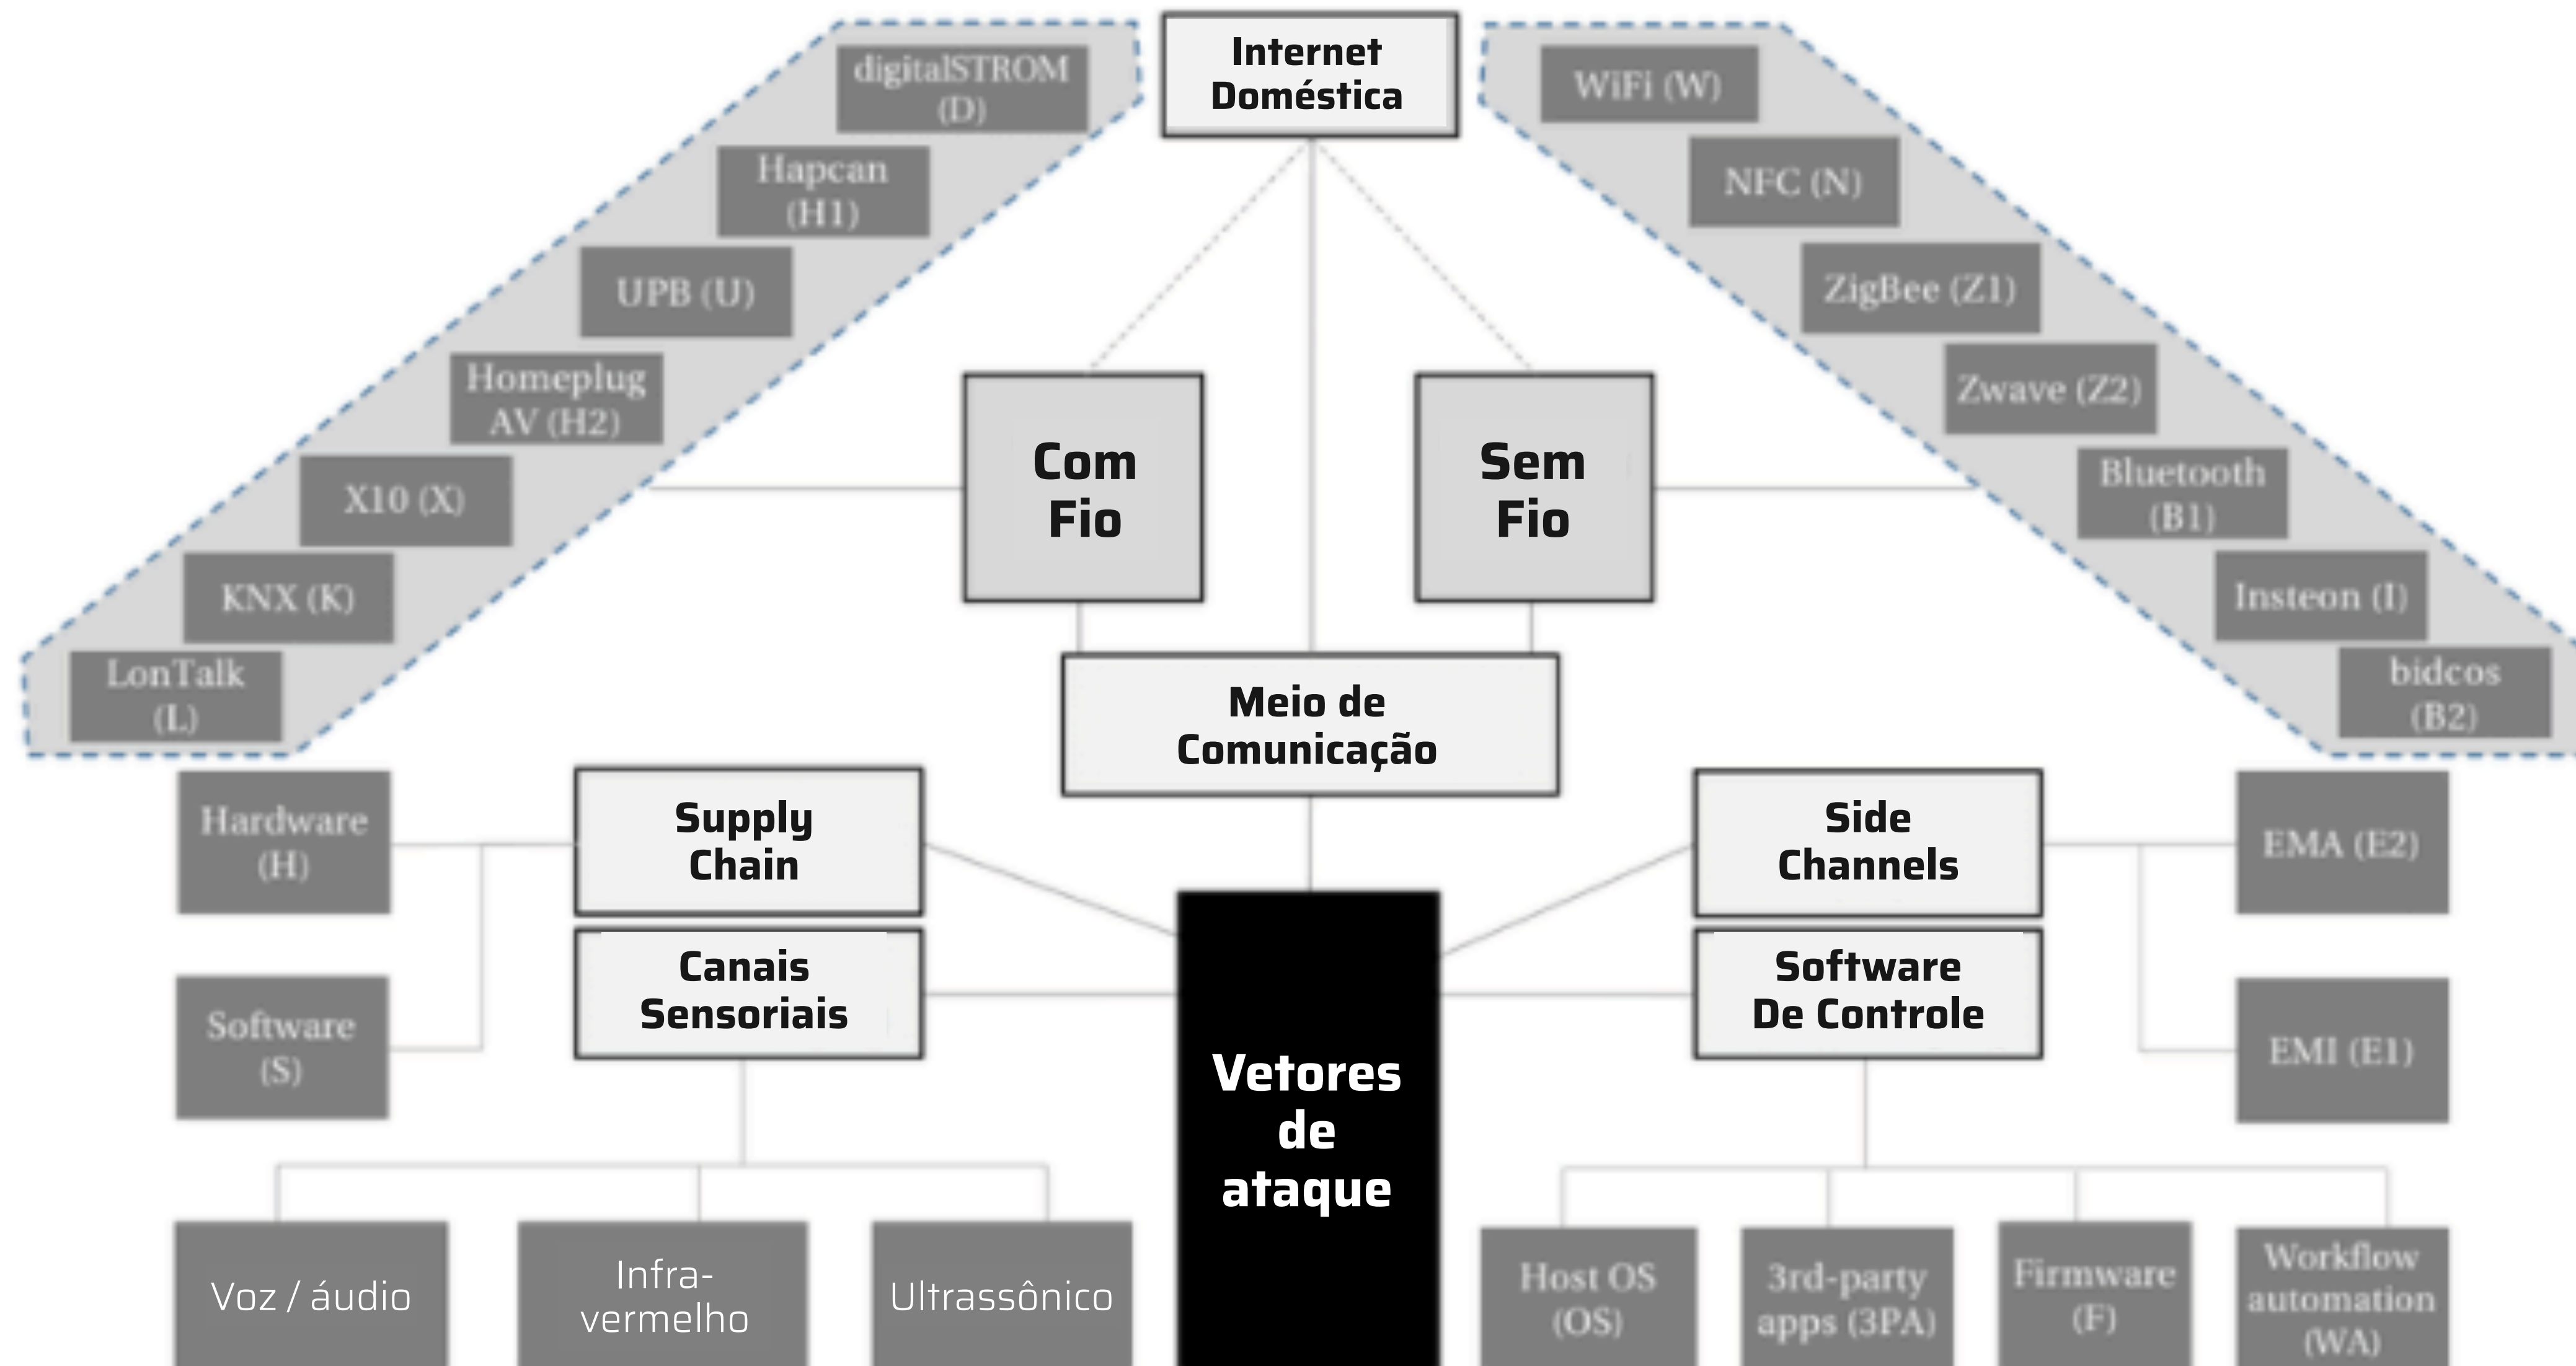 Internet
Doméstica
digitalSTROM
(D)
Hapcan
(H1)
UPB (U)
Homeplug
AV (H2)
X10 (X)
KNX (K)
LonTalk
(L)
WiFi (W)
NFC (N)
ZigBee (Z1)
Zwave (Z2)
Bluetooth
(B1)
Insteon (I)
bidcos
(B2)
Com
Fio
Sem
Fio
Meio de
Comunicação
Hardware
(H)
Software
(S)
Supply
Chain
Canais
Sensoriais
Side
Channels
Software
De Controle
EMA (E2)
EMI (E1)
Vetores
de
ataque
Voz / áudio
Infra-
vermelho
Ultrassônico
Host OS
(OS)
3rd-party
apps (3PA)
Firmware
(F)
Workflow
automation
(WA)